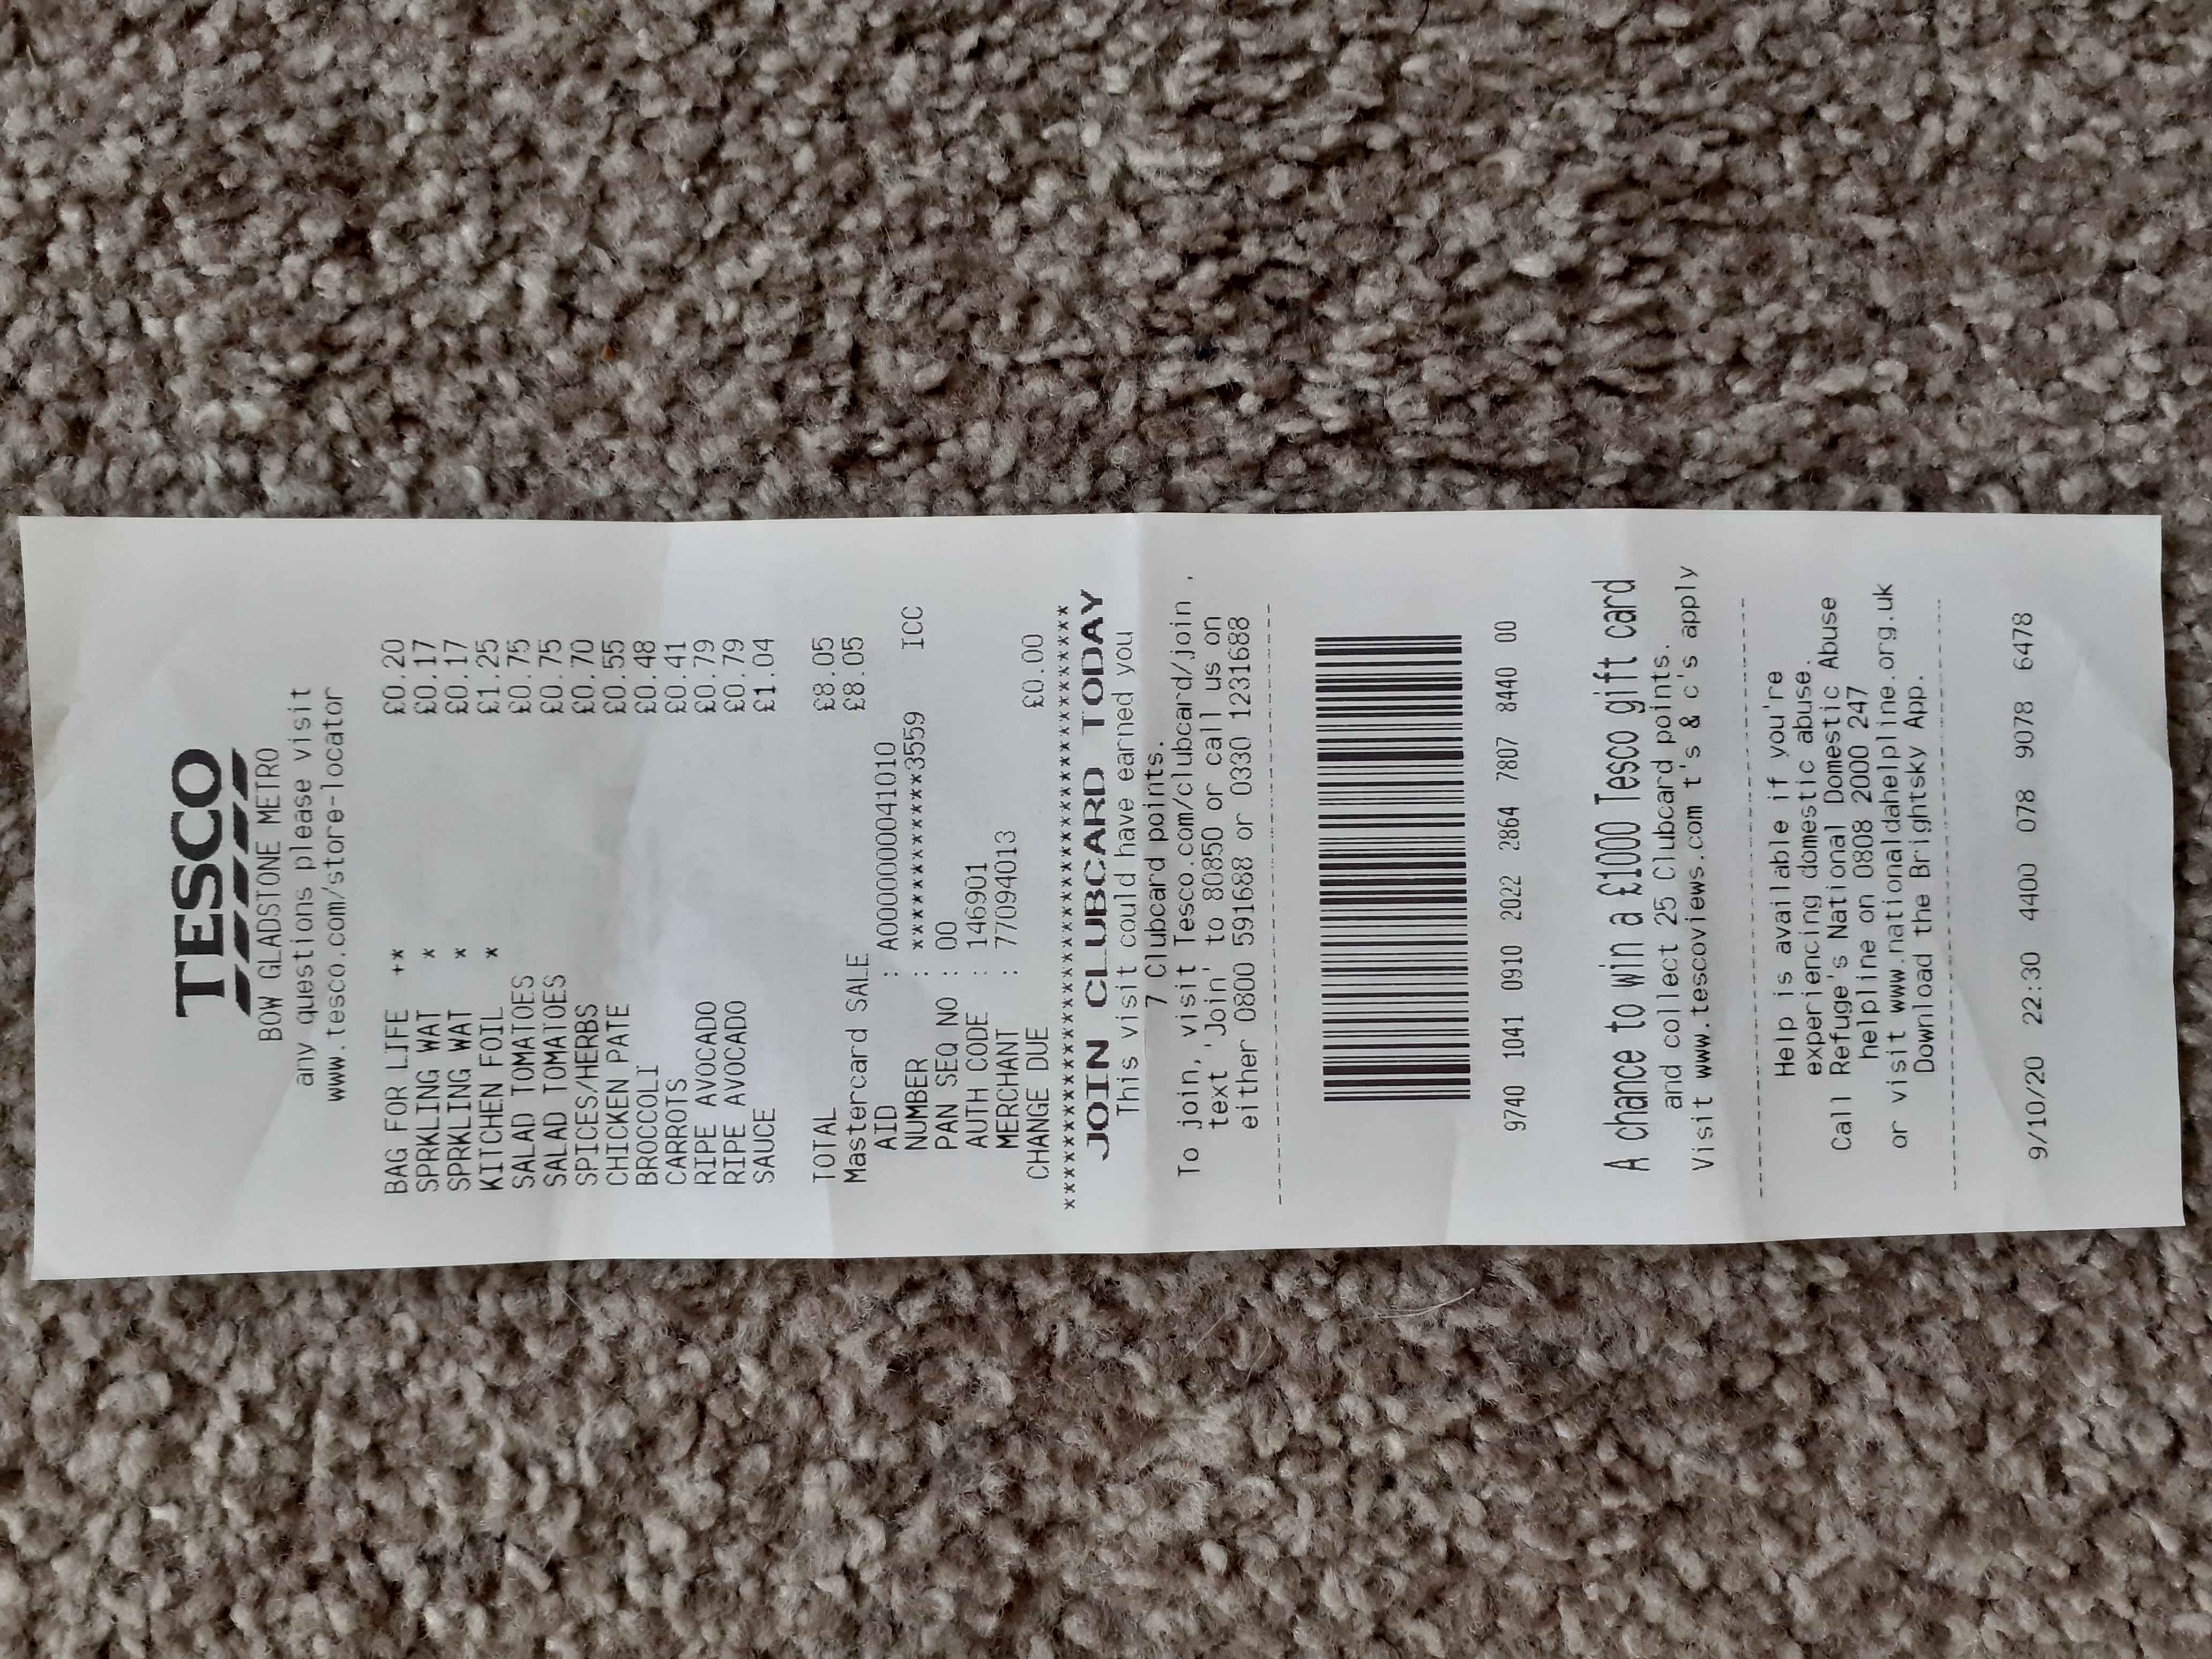 TESCO
BOW GLADSTONE METRO
any questions please visit
www.tesco.com/store-locator
BAG FOR LIFE +* £0.20
SPRKLING WAT * £0.17
SPRKLING WAT * £0.17
KITCHEN FOIL * £1.25
SALAD TOMATOES £0.75
SALAD TOMATOES £0.75
SPICES/HERBS £0.70
CHICKEN PATE £0.55
BROCCOLI £0.48
CARROTS £0.41
RIPE AVOCADO £0.79
RIPE AVOCADO £0.79
SAUCE £1.04
TOTAL £8.05
Mastercard SALE £8.05
AID : A0000000041010
NUMBER : ************3559 ICC
PAN SEQ NO : 00
AUTH CODE : 146901
MERCHANT : 77094013
CHANGE DUE £0.00
****************************************
JOIN CLUBCARD TODAY
This visit could have earned you
7 Clubcard points.
To join, visit Tesco.com/clubcard/join ,
text 'Join' to 80850 or call us on
either 0800 591688 or 0330 1231688
9740 1041 0910 2022 2864 7807 8440 00
A chance to win a £1000 Tesco gift card
and collect 25 Clubcard points.
Visit www.tescoviews.com t's & c's apply
Help is available if you're
experiencing domestic abuse.
Call Refuge's National Domestic Abuse
helpline on 0808 2000 247
or visit www.nationaldahelpline.org.uk
Download the Brightsky App.
9/10/20 22:30 4400 078 9078 6478